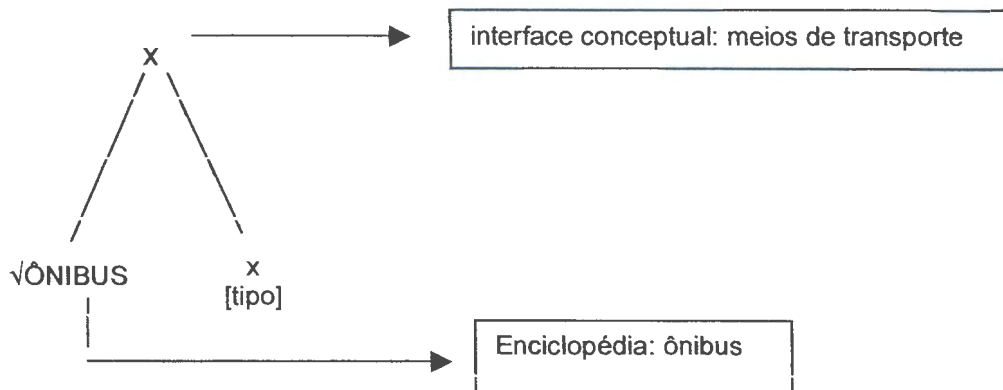 interface conceptual: meios de transporte
x
√ÔNIBUS
x
[tipo]
Enciclopédia: ônibus